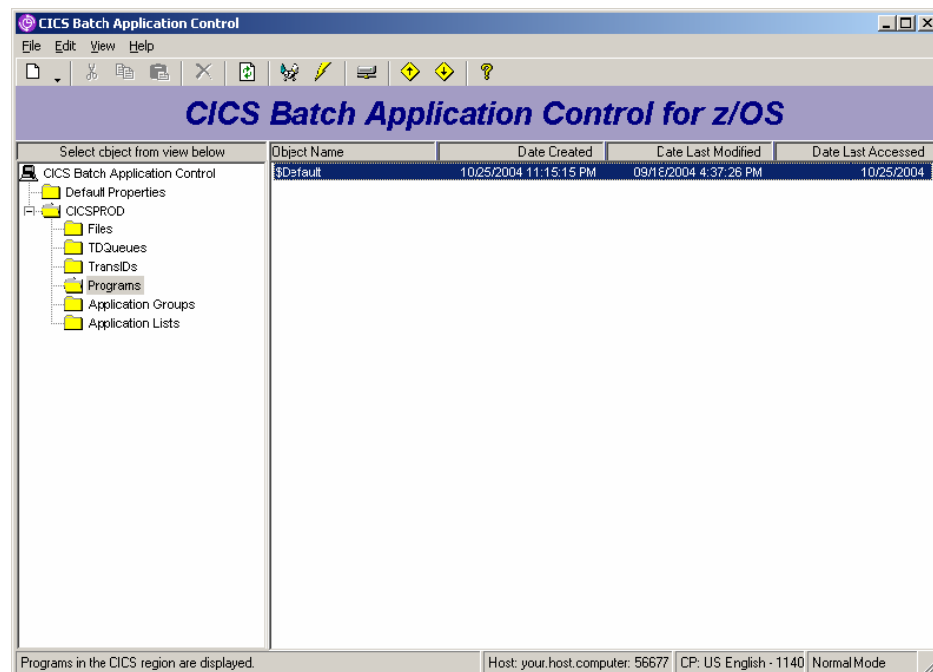 CICS Batch Application Control
File Edit View Help
CICS Batch Application Control for z/OS
Select object from view below
Object Name Date Created Date Last Modified Date Last Accessed
$Default 10/25/2004 11:15:15 PM 09/18/2004 4:37:26 PM 10/25/2004
CICS Batch Application Control
Default Properties
CICSPROD
Files
TDQueues
TransIDs
Programs
Application Groups
Application Lists
Programs in the CICS region are displayed. Host: your.host.computer: 56677 CP: US English - 1140 Normal Mode